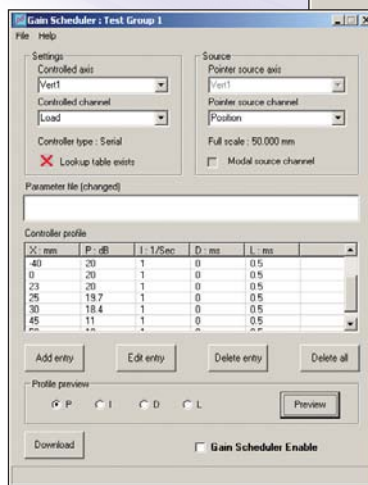 Gain Scheduler : Test Group 1
File Help
Settings
Controlled axis
Vert1
Controlled channel
Load
Controller type : Serial
Lookup table exists
Source
Pointer source axis
Vert1
Pointer source channel
Position
Full scale : 50.000 mm
Modal source channel
Parameter file (changed)
Controller profile
X : mm P : dB I : 1/Sec D : ms L : ms
-40 20 1 0 0.5
0 20 1 0 0.5
23 20 1 0 0.5
25 19.7 1 0 0.5
30 18.4 1 0 0.5
45 11 1 0 0.5
Add entry Edit entry Delete entry Delete all
Profile preview
P I D L Preview
Download Gain Scheduler Enable